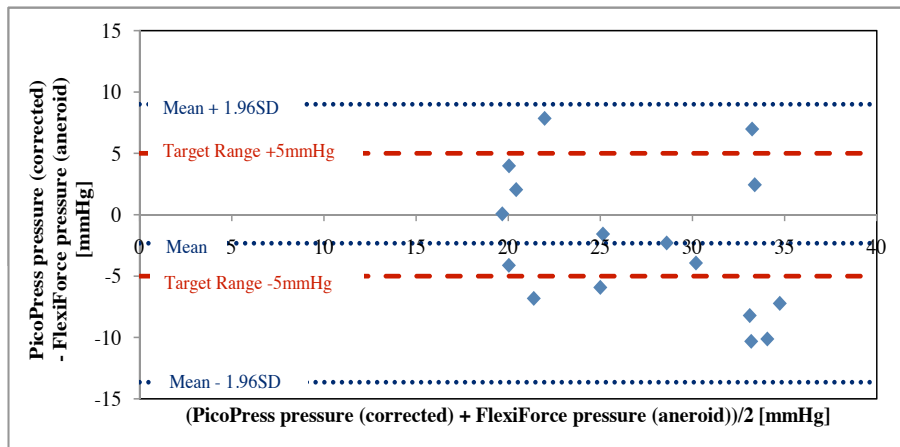 PicoPress pressure (corrected)
- FlexiForce pressure (aneroid)
[mmHg]
15
10
5
0
-5
-10
-15
Mean + 1.96SD
Target Range +5mmHg
0 5 10 15 20 25 30 35 40
Mean
Target Range -5mmHg
Mean - 1.96SD
(PicoPress pressure (corrected) + FlexiForce pressure (aneroid))/2 [mmHg]